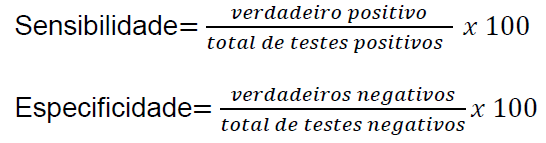 Sensibilidade= verdadeiro positivo / total de testes positivos x 100
Especificidade= verdadeiros negativos / total de testes negativos x 100